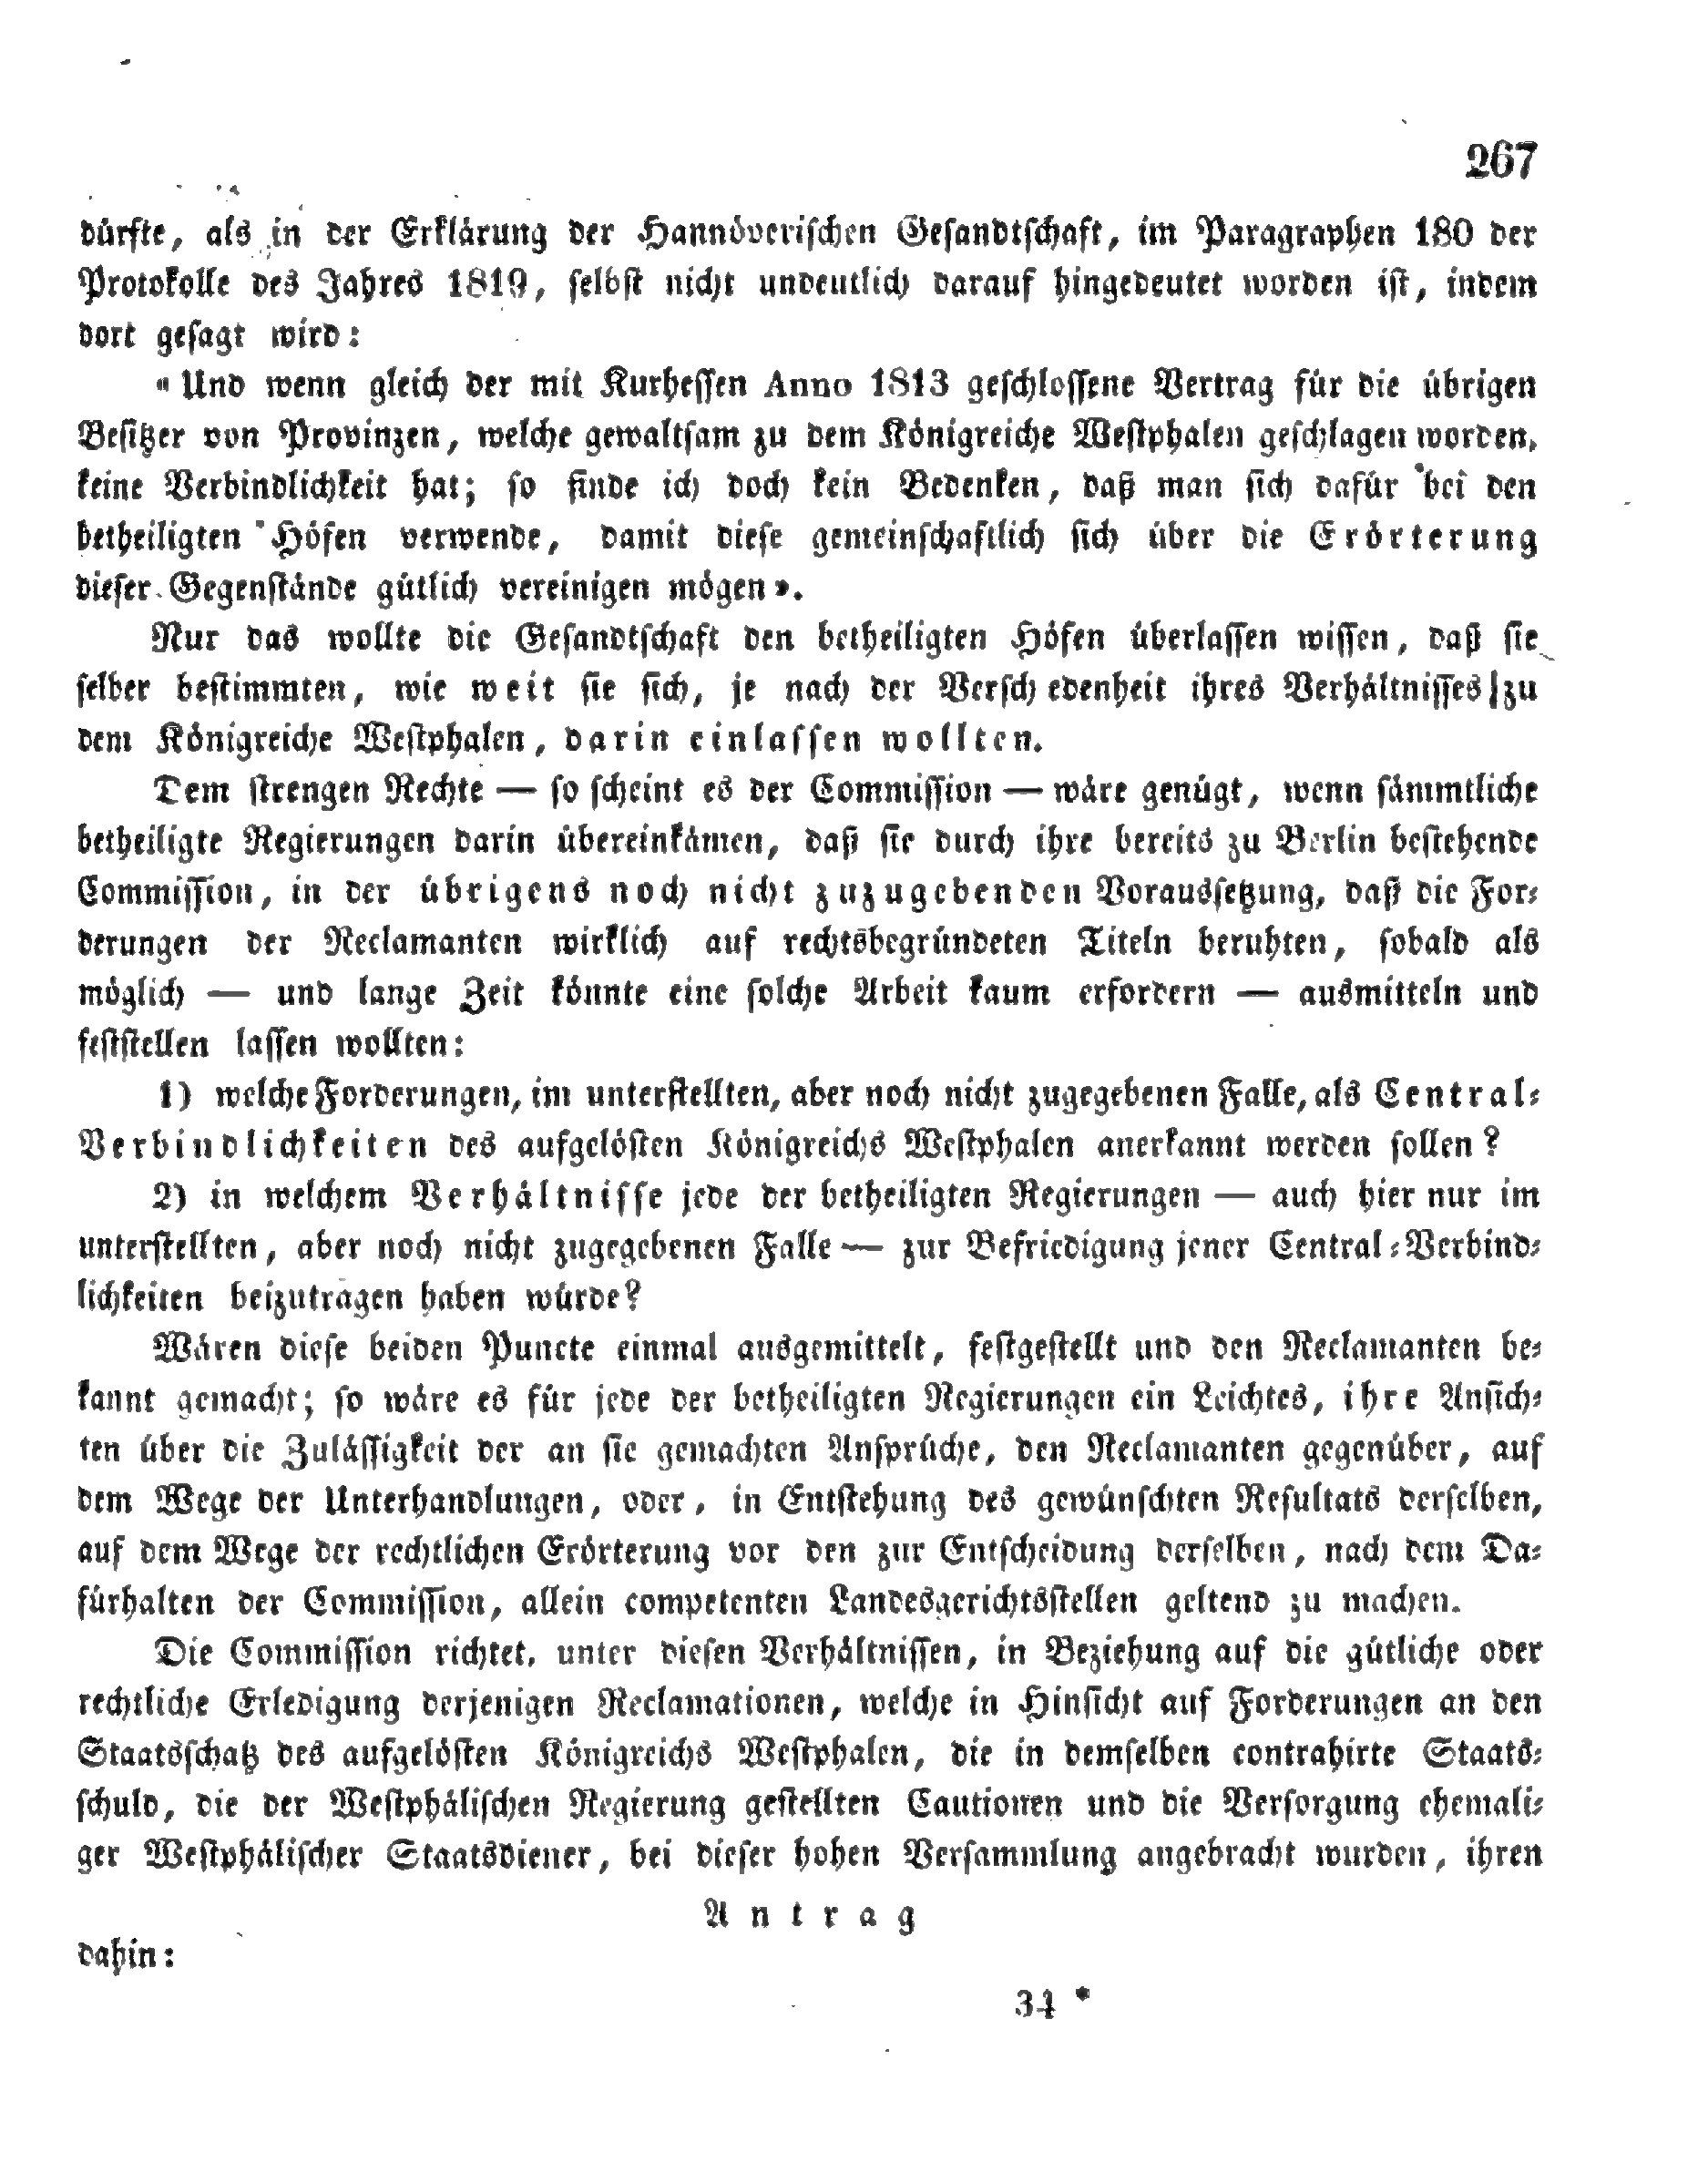 267
dürfte, als in der Erklärung der Hannöverischen Gesandtschaft, im Paragraphen 180 der
Protokolle des Jahres 1819, selbst nicht undeutlich darauf hingedeutet worden ist, indem
dort gesagt wird:
«Und wenn gleich der mit Kurhessen Anno 1813 geschlossene Vertrag für die übrigen
Besitzer von Provinzen, welche gewaltsam zu dem Königreiche Westphalen geschlagen worden,
keine Verbindlichkeit hat; so finde ich doch kein Bedenken, daß man sich dafür bei den
betheiligten Höfen verwende, damit diese gemeinschaftlich sich über die Erörterung
dieser Gegenstände gütlich vereinigen mögen».
Nur das wollte die Gesandtschaft den betheiligten Höfen überlassen wissen, daß sie
selber bestimmten, wie weit sie sich, je nach der Versch edenheit ihres Verhältnisses zu
dem Königreiche Westphalen, darin einlassen wollten.
Dem strengen Rechte — so scheint es der Commission — wäre genügt, wenn sämmtliche
betheiligte Regierungen darin übereinkämen, daß sie durch ihre bereits zu Berlin bestehende
Commission, in der übrigens noch nicht zuzugebenden Voraussetzung, daß die For-
derungen der Reclamanten wirklich auf rechtsbegründeten Titeln beruhten, sobald als
möglich — und lange Zeit könnte eine solche Arbeit kaum erfordern — ausmitteln und
feststellen lassen wollten:
1) welche Forderungen, im unterstellten, aber noch nicht zugegebenen Falle, als Central-
Verbindlichkeiten des aufgelösten Königreichs Westphalen anerkannt werden sollen?
2) in welchem Verhältnisse jede der betheiligten Regierungen — auch hier nur im
unterstellten, aber noch nicht zugegebenen Falle — zur Befriedigung jener Central-Verbind-
lichkeiten beizutragen haben würde?
Wären diese beiden Puncte einmal ausgemittelt, festgestellt und den Reclamanten be-
kannt gemacht; so wäre es für jede der betheiligten Regierungen ein Leichtes, ihre Ansich-
ten über die Zulässigkeit der an sie gemachten Ansprüche, den Reclamanten gegenüber, auf
dem Wege der Unterhandlungen, oder, in Entstehung des gewünschten Resultats derselben,
auf dem Wege der rechtlichen Erörterung vor den zur Entscheidung derselben, nach dem Da-
fürhalten der Commission, allein competenten Landesgerichtsstellen geltend zu machen.
Die Commission richtet, unter diesen Verhältnissen, in Beziehung auf die gütliche oder
rechtliche Erledigung derjenigen Reclamationen, welche in Hinsicht auf Forderungen an den
Staatsschatz des aufgelösten Königreichs Westphalen, die in demselben contrahirte Staats-
schuld, die der Westphälischen Regierung gestellten Cautionen und die Versorgung ehemali-
ger Westphälischer Staatsdiener, bei dieser hohen Versammlung angebracht wurden, ihren
Antrag
dahin:
34 *